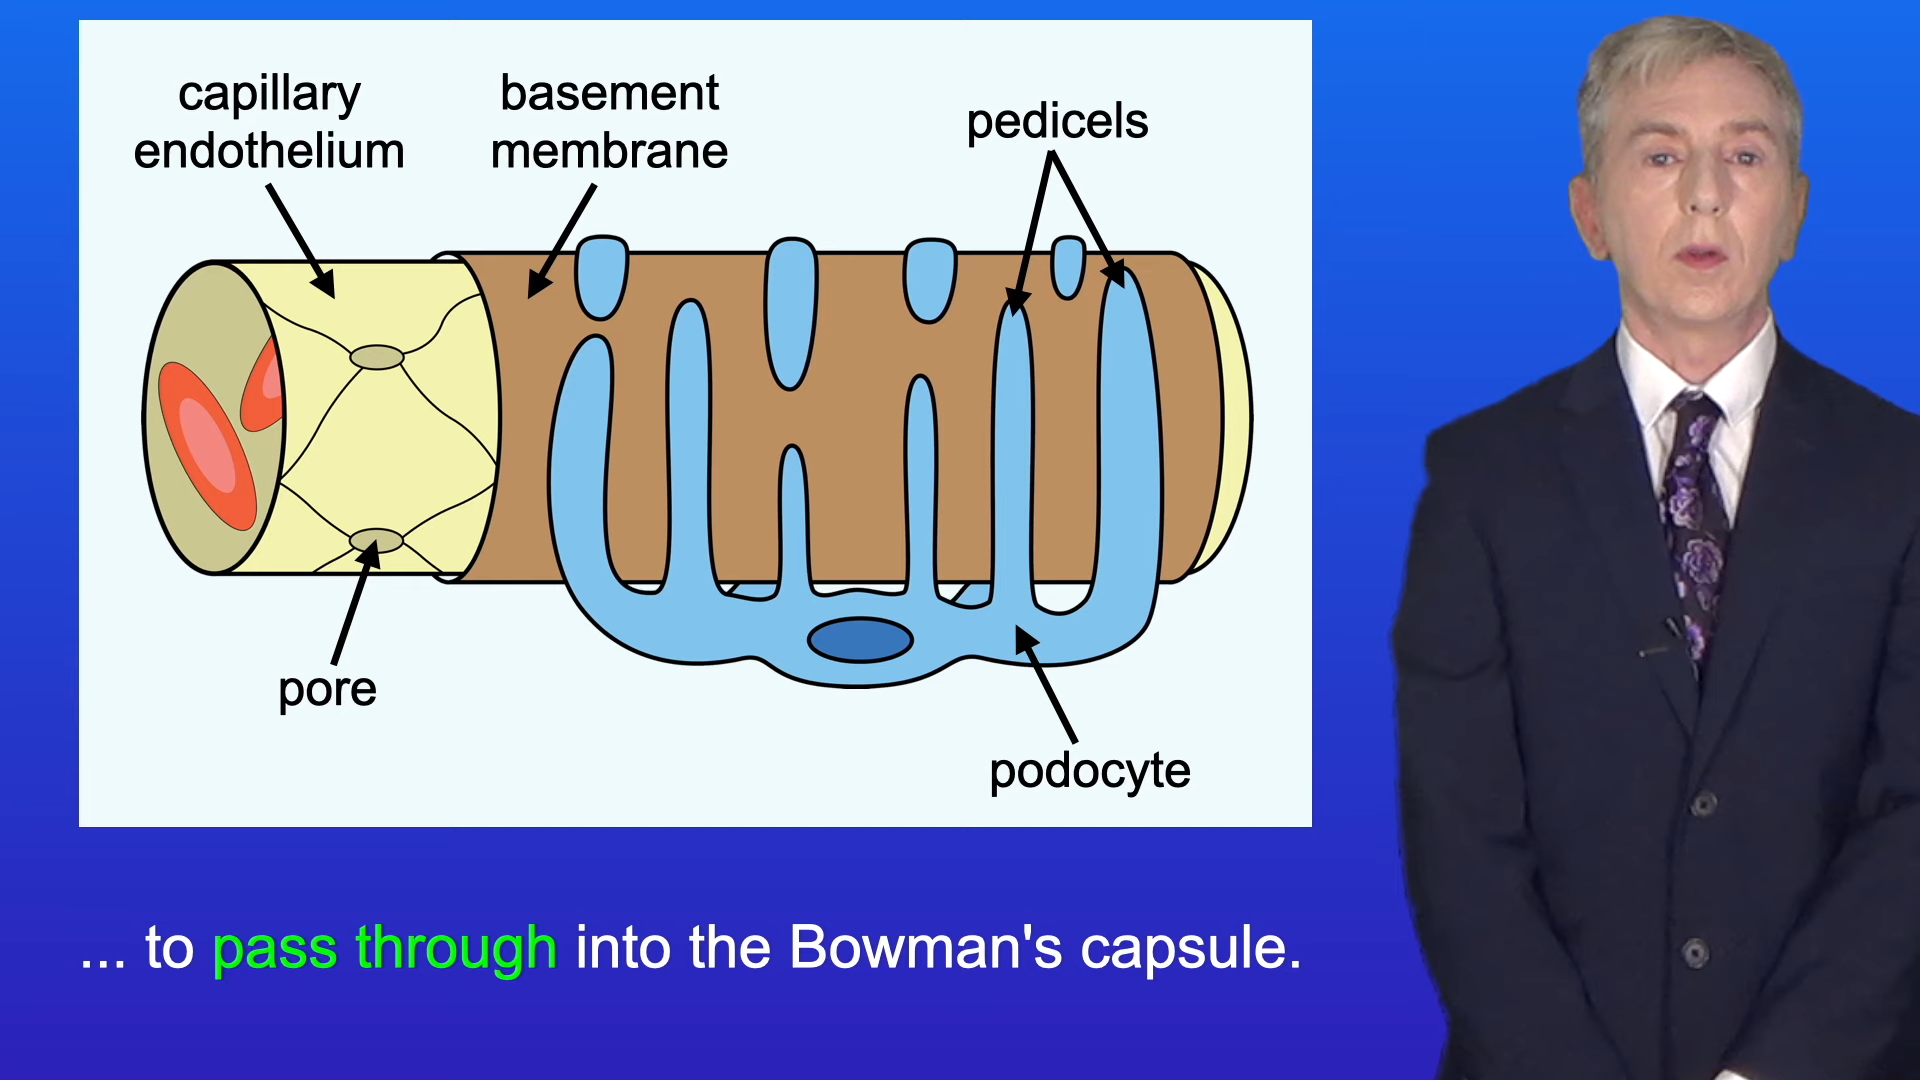 capillary
endothelium
basement
membrane
pedicels
pore
podocyte
... to pass through into the Bowman's capsule.